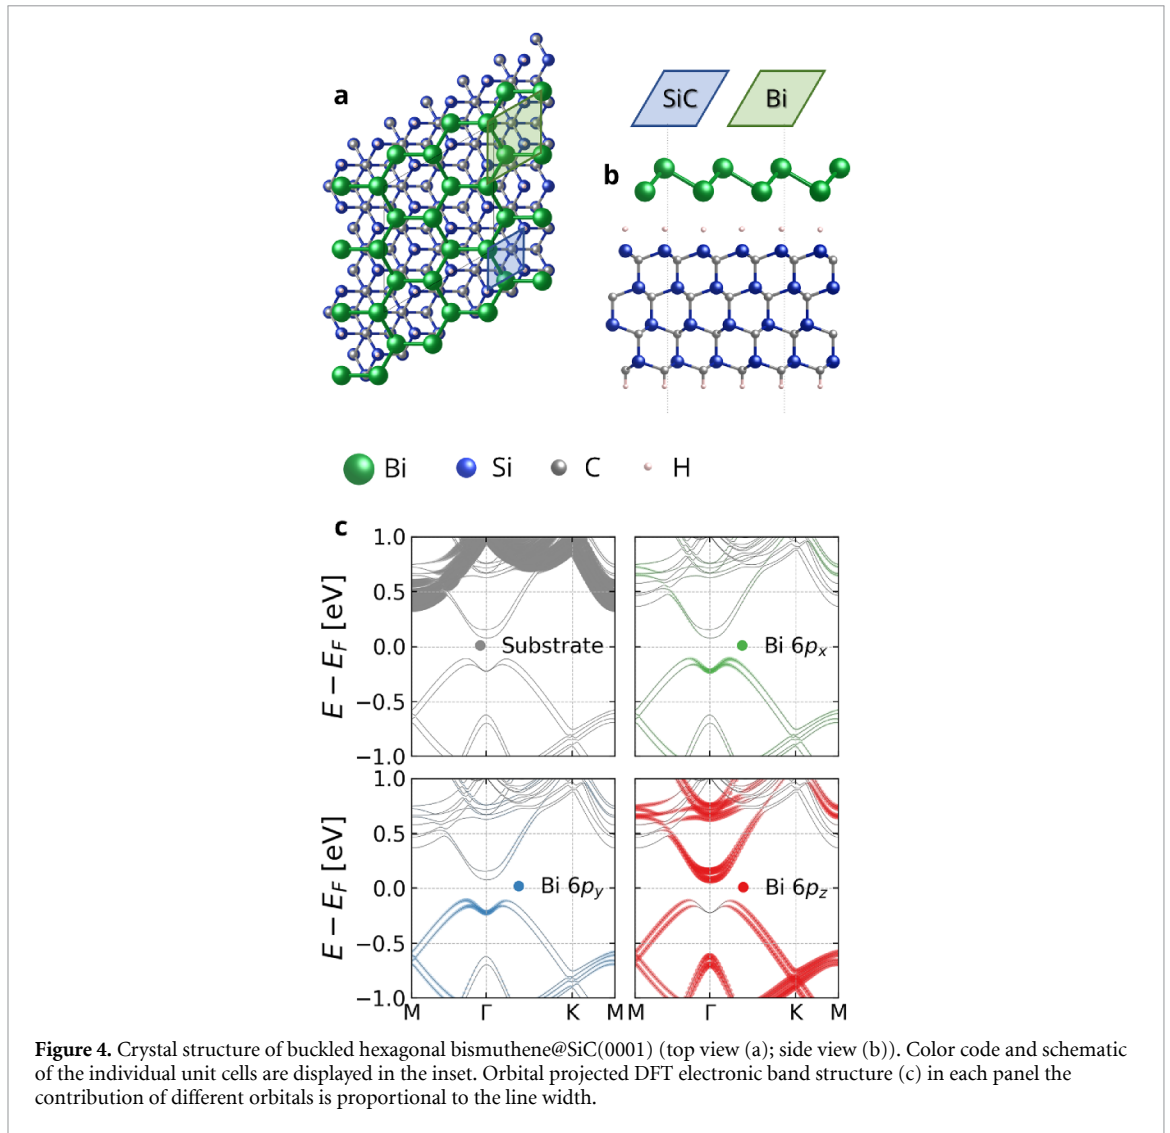 a
SiC
Bi
b
Bi
Si
C
H
c
1.0
0.5
0.0
−0.5
−1.0
E − E_F [eV]
Substrate
Bi 6p_x
1.0
0.5
0.0
−0.5
−1.0
E − E_F [eV]
Bi 6p_y
Bi 6p_z
M Γ K M
M Γ K M
Figure 4. Crystal structure of buckled hexagonal bismuthene@SiC(0001) (top view (a); side view (b)). Color code and schematic
of the individual unit cells are displayed in the inset. Orbital projected DFT electronic band structure (c) in each panel the
contribution of different orbitals is proportional to the line width.